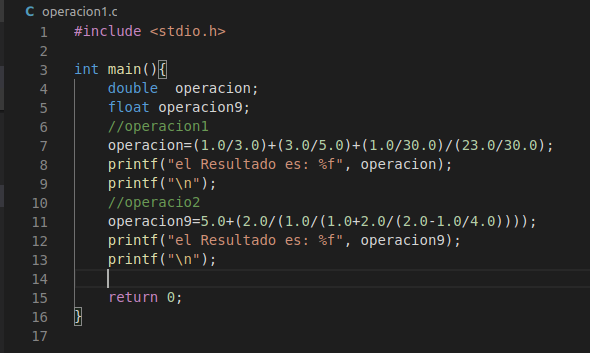 C operacion1.c
1 #include <stdio.h>
2
3 int main(){
4 double  operacion;
5 float operacion9;
6 //operacion1
7 operacion=(1.0/3.0)+(3.0/5.0)+(1.0/30.0)/(23.0/30.0);
8 printf("el Resultado es: %f", operacion);
9 printf("\n");
10 //operacio2
11 operacion9=5.0+(2.0/(1.0/(1.0+2.0/(2.0-1.0/4.0))));
12 printf("el Resultado es: %f", operacion9);
13 printf("\n");
14
15 return 0;
16 }
17